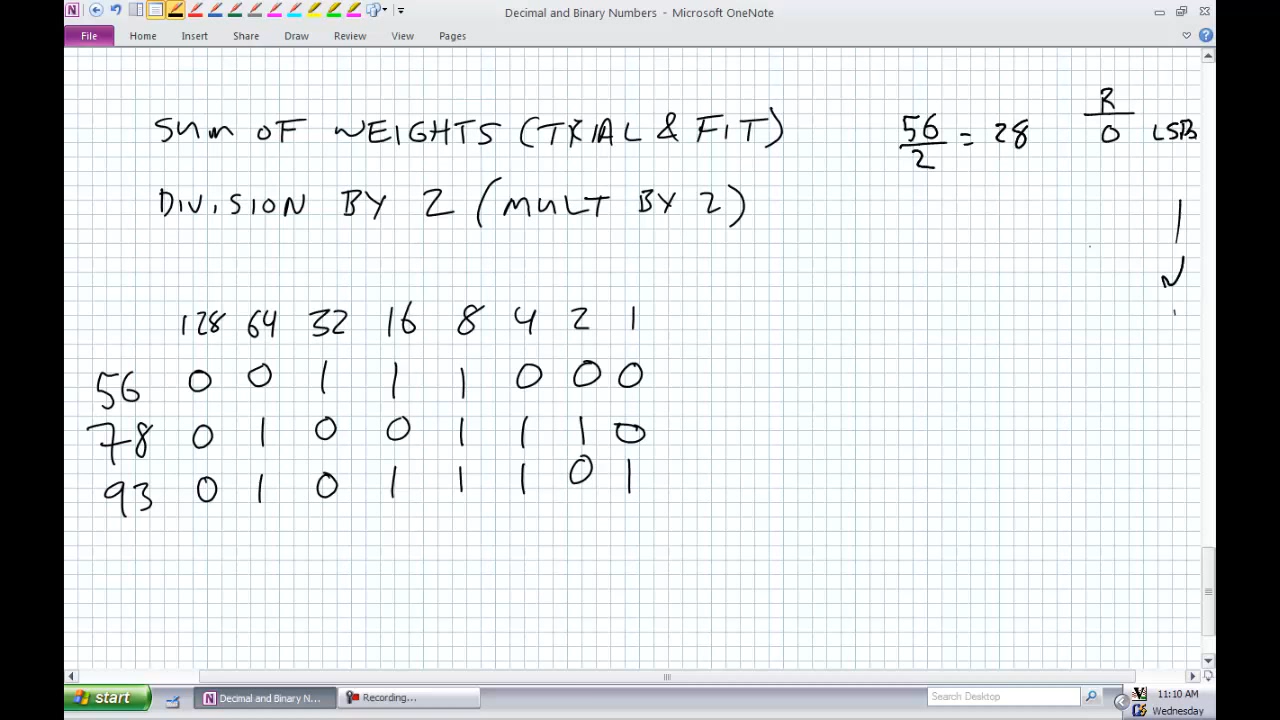 Decimal and Binary Numbers - Microsoft OneNote
File Home Insert Share Draw Review View Pages
SUM OF WEIGHTS (TRIAL & FIT)
DIVISION BY 2 (MULT BY 2)
R
56/2 = 28 0 LSB
128 64 32 16 8 4 2 1
56 0 0 1 1 1 0 0 0
78 0 1 0 0 1 1 1 0
93 0 1 0 1 1 1 0 1
start
Decimal and Binary N...
Recording...
Search Desktop
11:10 AM
Wednesday